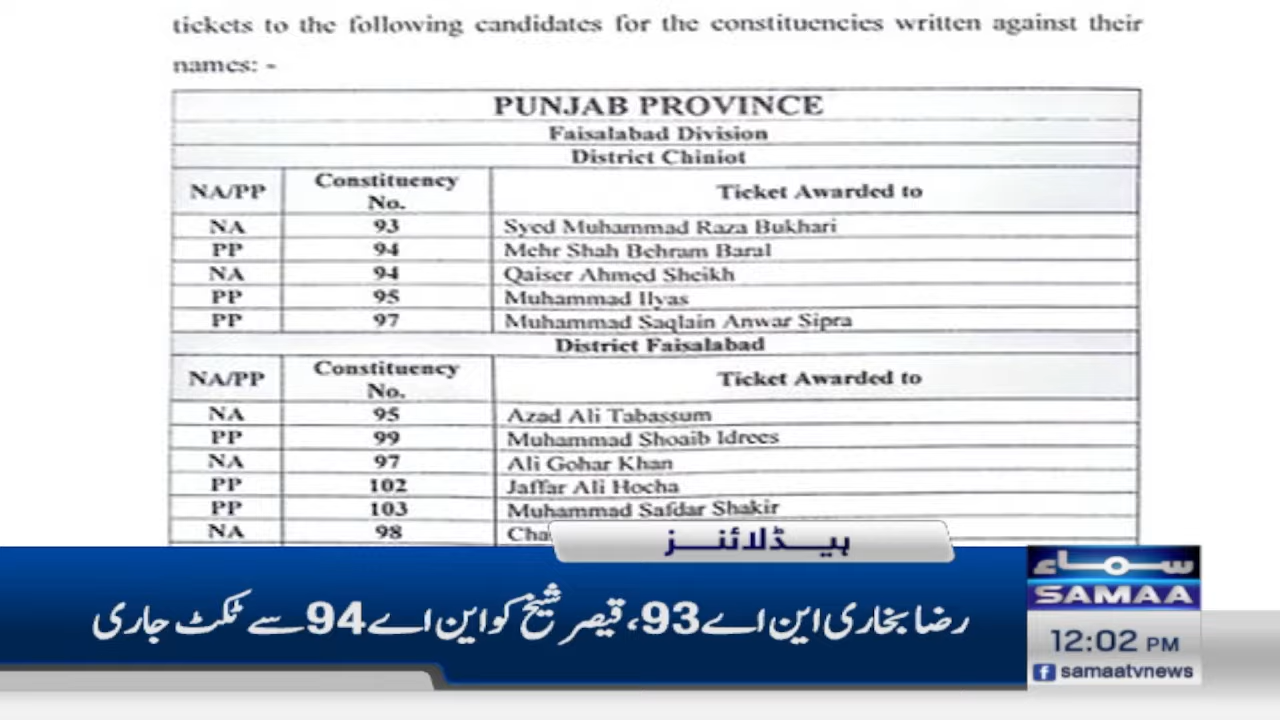 tickets to the following candidates for the constituencies written against their
names: -
PUNJAB PROVINCE
Faisalabad Division
District Chiniot
NA/PP Constituency No. Ticket Awarded to
NA 93 Syed Muhammad Raza Bukhari
PP 94 Mehr Shah Behram Baral
NA 94 Qaiser Ahmed Sheikh
PP 95 Muhammad Ilyas
PP 97 Muhammad Saqlain Anwar Sipra
District Faisalabad
NA/PP Constituency No. Ticket Awarded to
NA 95 Azad Ali Tabassum
PP 99 Muhammad Shoaib Idrees
NA 97 Ali Gohar Khan
PP 102 Jaffar Ali Hocha
PP 103 Muhammad Safdar Shakir
NA 98
ہیڈلائنز
رضا بخاری این اے 93، قیصر شیخ کو این اے 94 سے ٹکٹ جاری
سماء
SAMAA
12:02 PM
samaatvnews